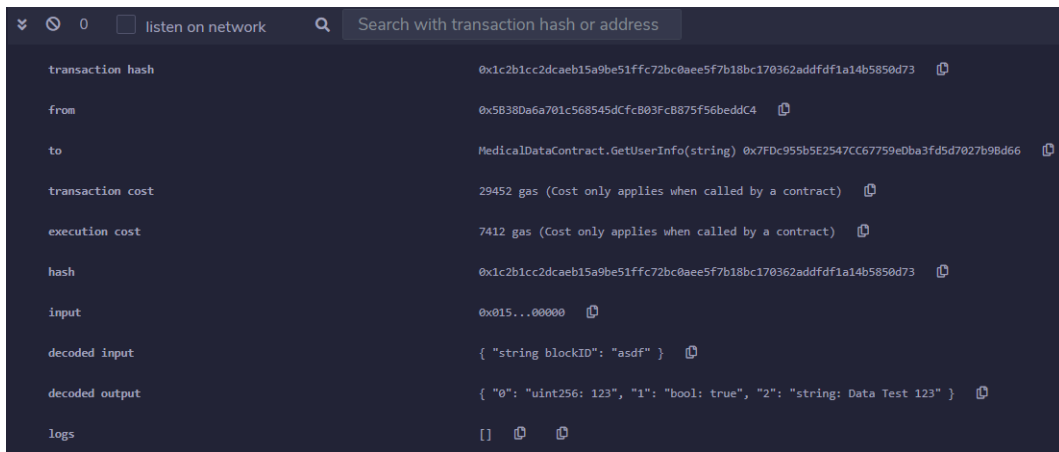 0 listen on network Search with transaction hash or address
transaction hash 0x1c2b1cc2dcaeb15a9be51ffc72bc0aee5f7b18bc170362addfdf1a14b5850d73
from 0x5B38Da6a701c568545dCfcB03FcB875f56beddC4
to MedicalDataContract.GetUserInfo(string) 0x7FDc955b5E2547CC67759eDba3fd5d7027b9Bd66
transaction cost 29452 gas (Cost only applies when called by a contract)
execution cost 7412 gas (Cost only applies when called by a contract)
hash 0x1c2b1cc2dcaeb15a9be51ffc72bc0aee5f7b18bc170362addfdf1a14b5850d73
input 0x015...00000
decoded input { "string blockID": "asdf" }
decoded output { "0": "uint256: 123", "1": "bool: true", "2": "string: Data Test 123" }
logs []